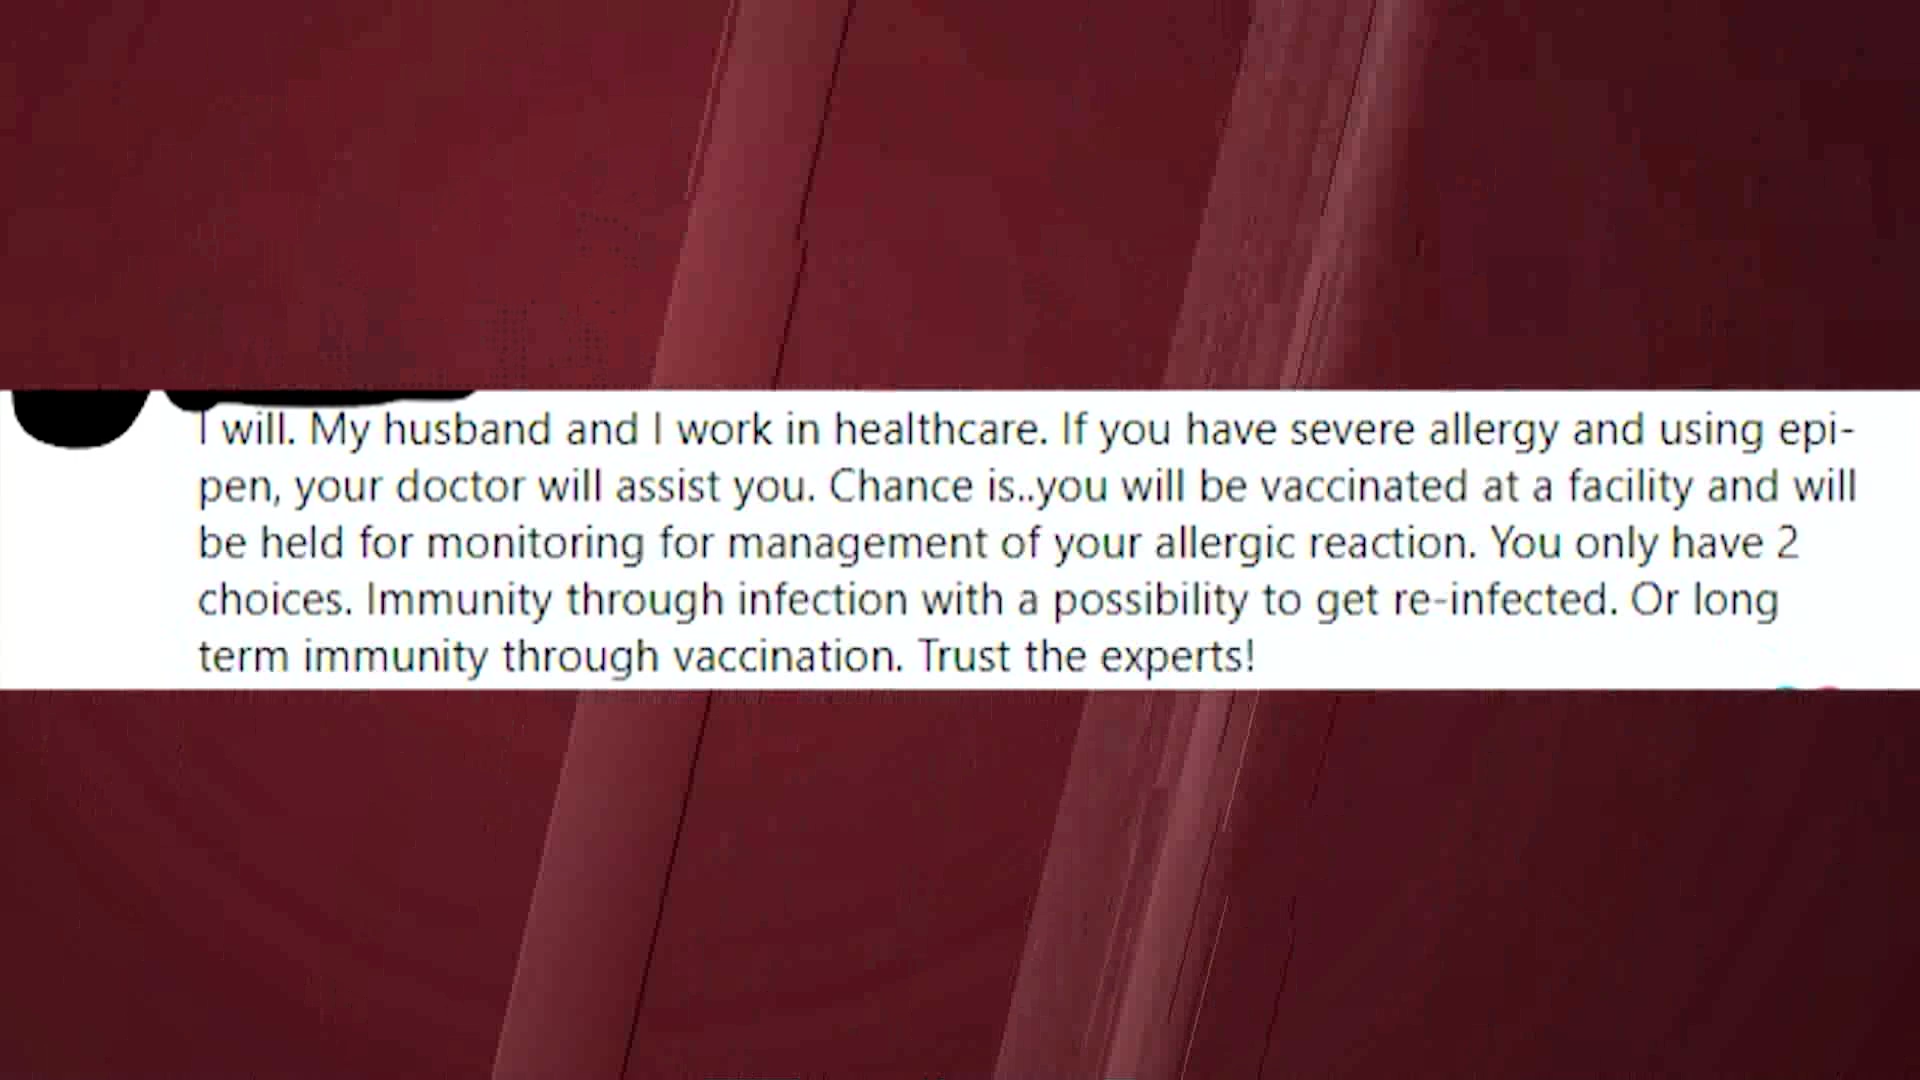 I will. My husband and I work in healthcare. If you have severe allergy and using epi-
pen, your doctor will assist you. Chance is..you will be vaccinated at a facility and will
be held for monitoring for management of your allergic reaction. You only have 2
choices. Immunity through infection with a possibility to get re-infected. Or long
term immunity through vaccination. Trust the experts!